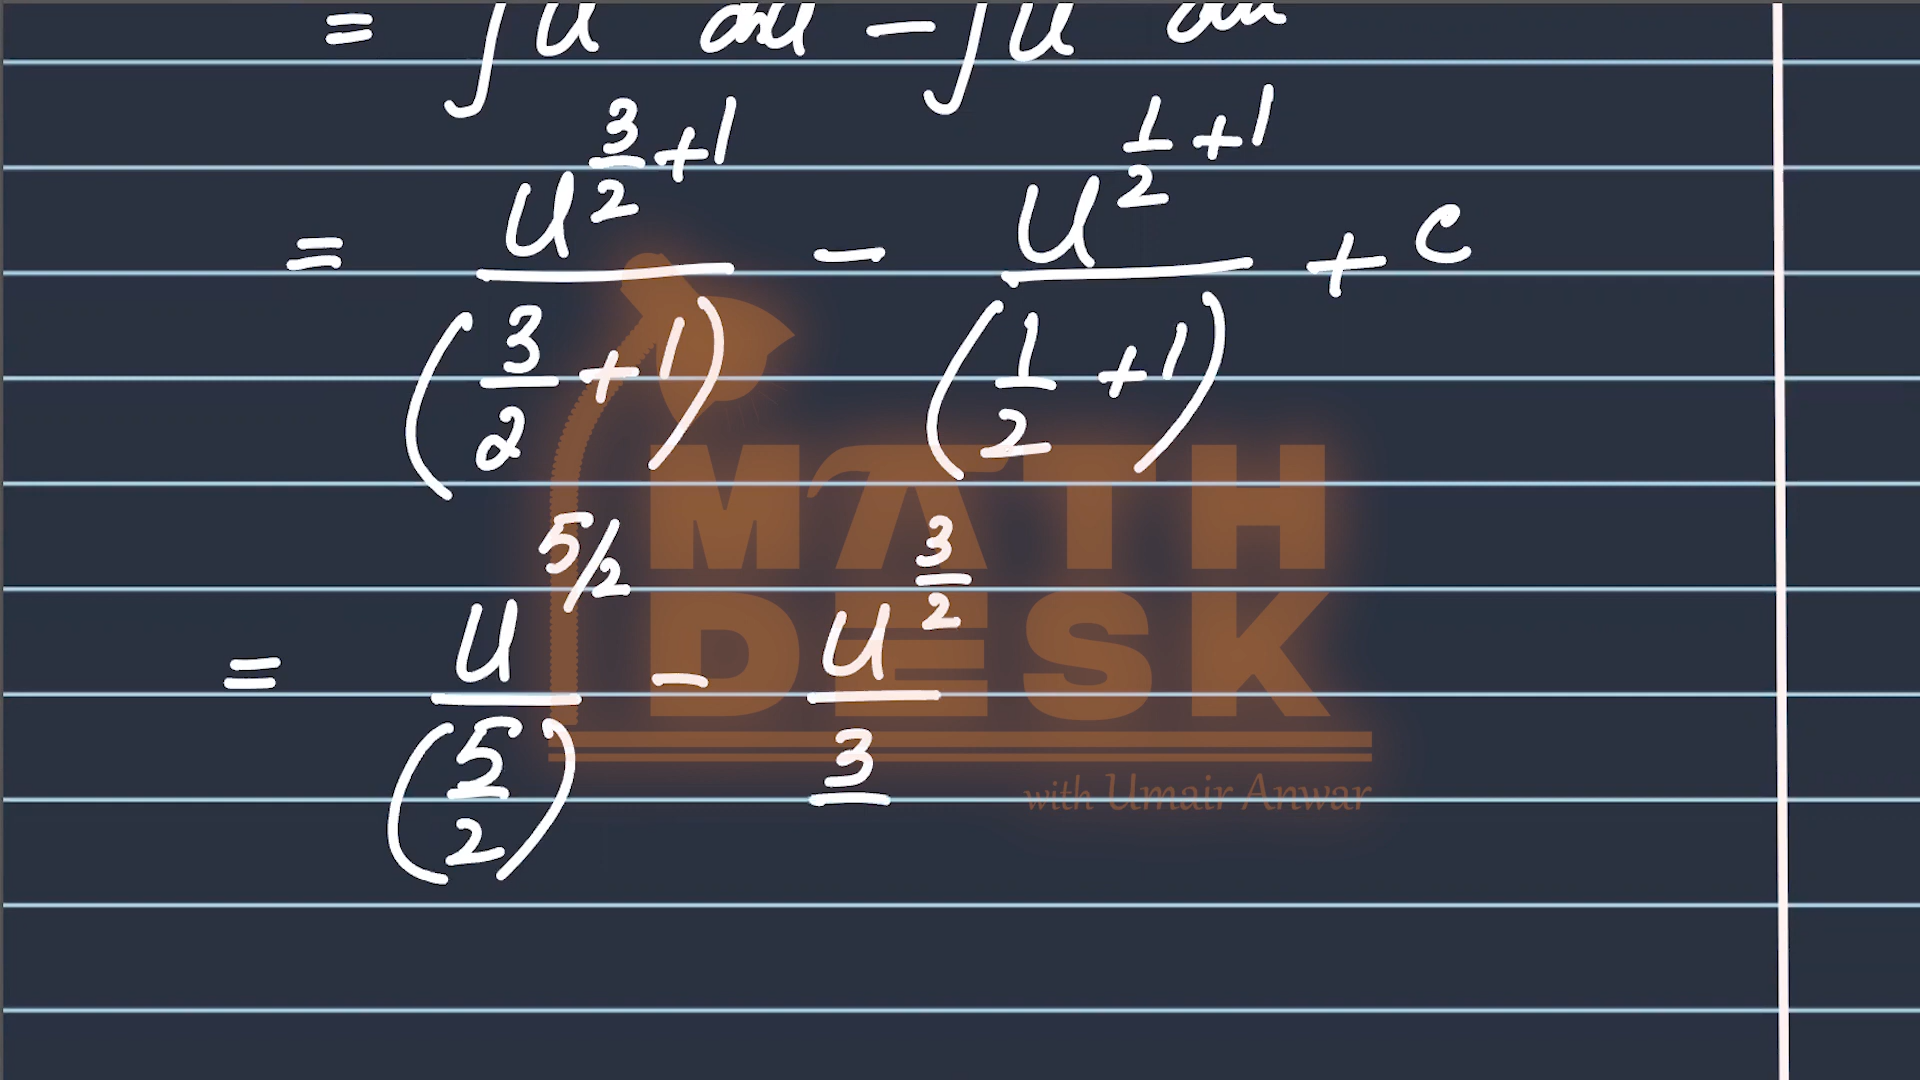 = ∫ u du − ∫ u du
= u^(3/2 + 1) / (3/2 + 1) − u^(1/2 + 1) / (1/2 + 1) + c
= u^(5/2) / (5/2) − u^(3/2) / 3
MATH
DESK
with Umair Anwar